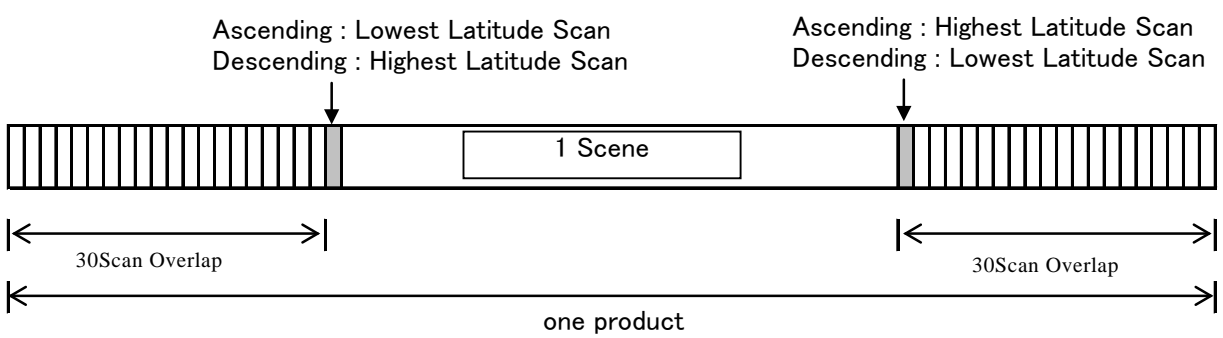 Ascending : Lowest Latitude Scan
Descending : Highest Latitude Scan
Ascending : Highest Latitude Scan
Descending : Lowest Latitude Scan
1 Scene
30Scan Overlap
30Scan Overlap
one product